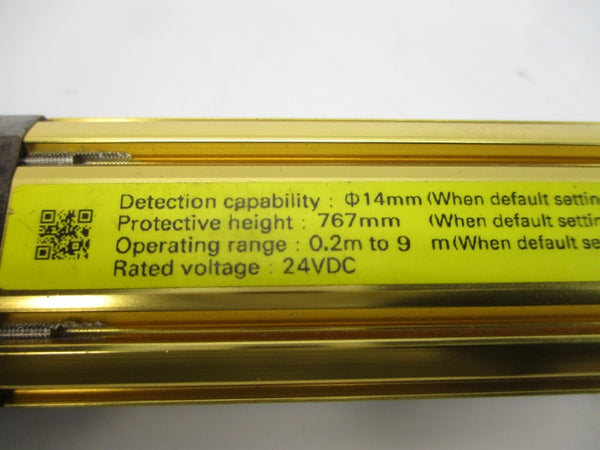 Detection capability : Φ14mm (When default settin
Protective height : 767mm (When default settin
Operating range : 0.2m to 9 m (When default se
Rated voltage : 24VDC